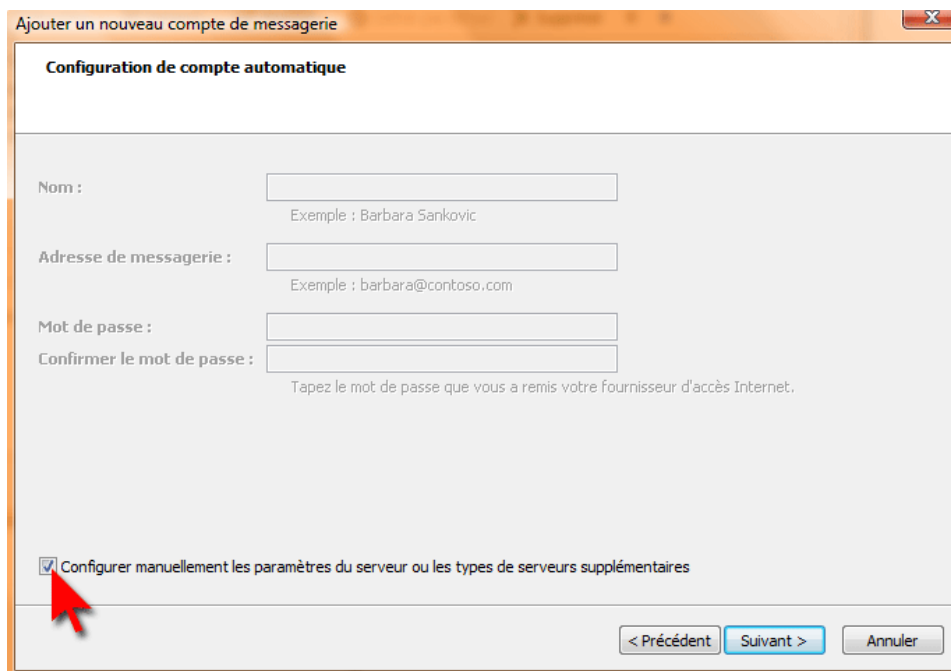 Ajouter un nouveau compte de messagerie
Configuration de compte automatique
Nom :
Exemple : Barbara Sankovic
Adresse de messagerie :
Exemple : barbara@contoso.com
Mot de passe :
Confirmer le mot de passe :
Tapez le mot de passe que vous a remis votre fournisseur d'accès Internet.
Configurer manuellement les paramètres du serveur ou les types de serveurs supplémentaires
< Précédent Suivant > Annuler